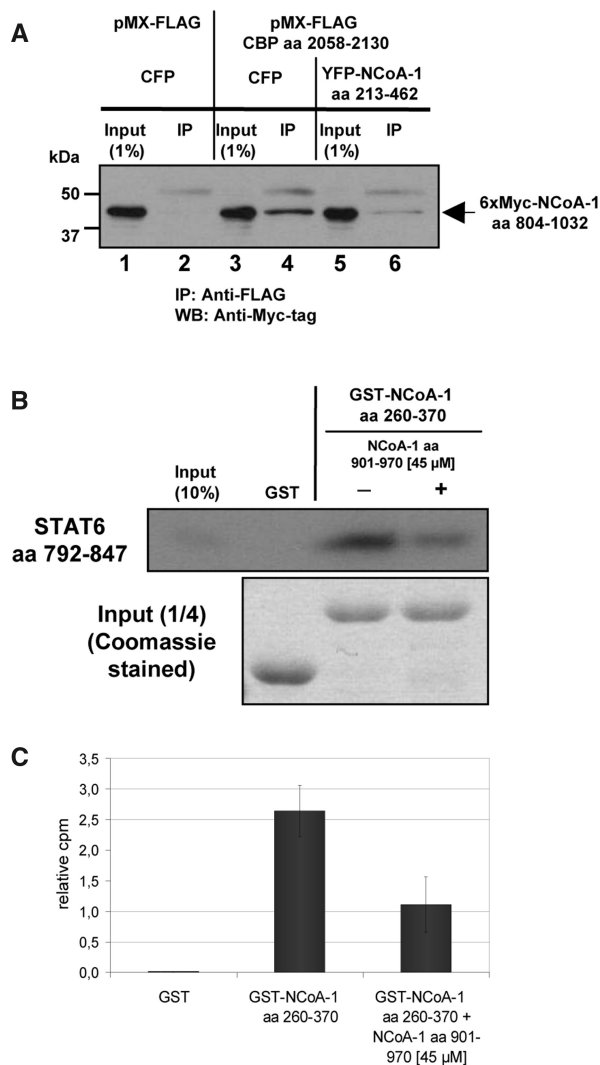 A
pMX-FLAG
pMX-FLAG
CBP aa 2058-2130
CFP
CFP
YFP-NCoA-1
aa 213-462
Input
(1%)
IP
Input
(1%)
IP
Input
(1%)
IP
kDa
50
37
6xMyc-NCoA-1
aa 804-1032
1 2 3 4 5 6
IP: Anti-FLAG
WB: Anti-Myc-tag
B
GST-NCoA-1
aa 260-370
NCoA-1 aa
901-970 [45 µM]
Input
(10%)
GST
– +
STAT6
aa 792-847
Input (1/4)
(Coomassie
stained)
C
3,5
3,0
2,5
2,0
1,5
1,0
0,5
0,0
relative cpm
GST
GST-NCoA-1
aa 260-370
GST-NCoA-1
aa 260-370 +
NCoA-1 aa 901-
970 [45 µM]